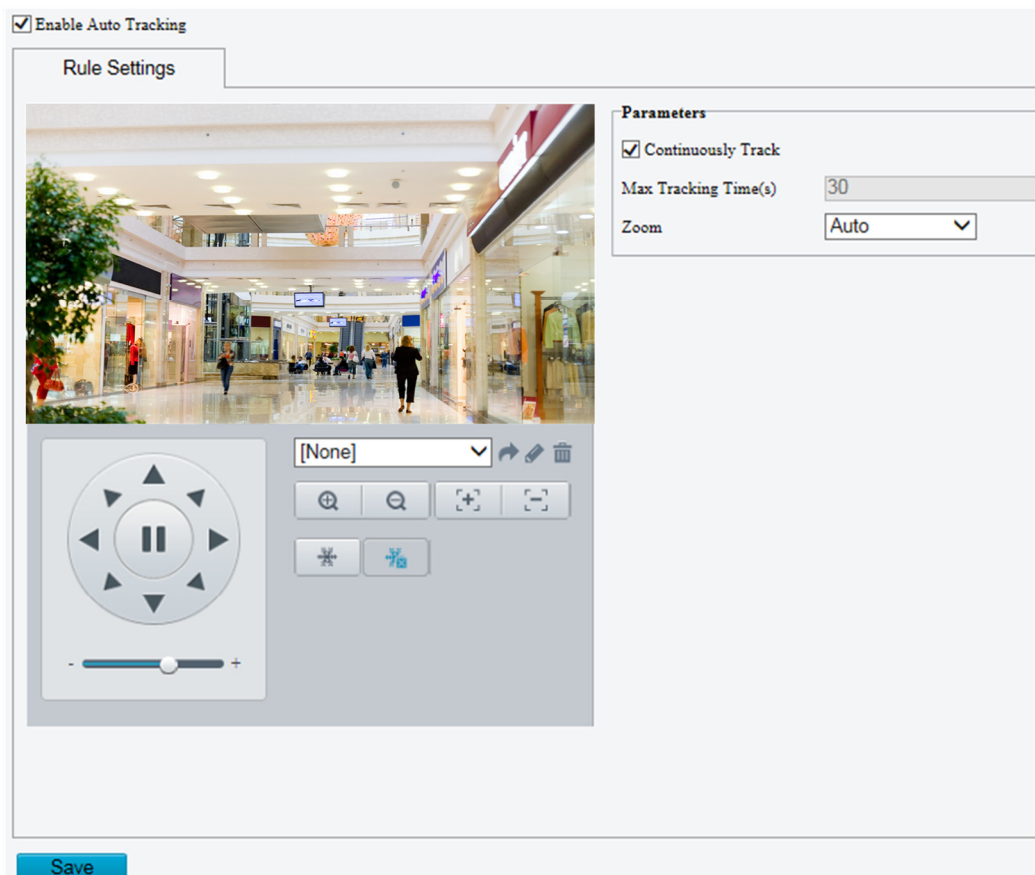 Enable Auto Tracking
Rule Settings
Parameters
Continuously Track
Max Tracking Time(s) 30
Zoom Auto
[None]
- +
Save